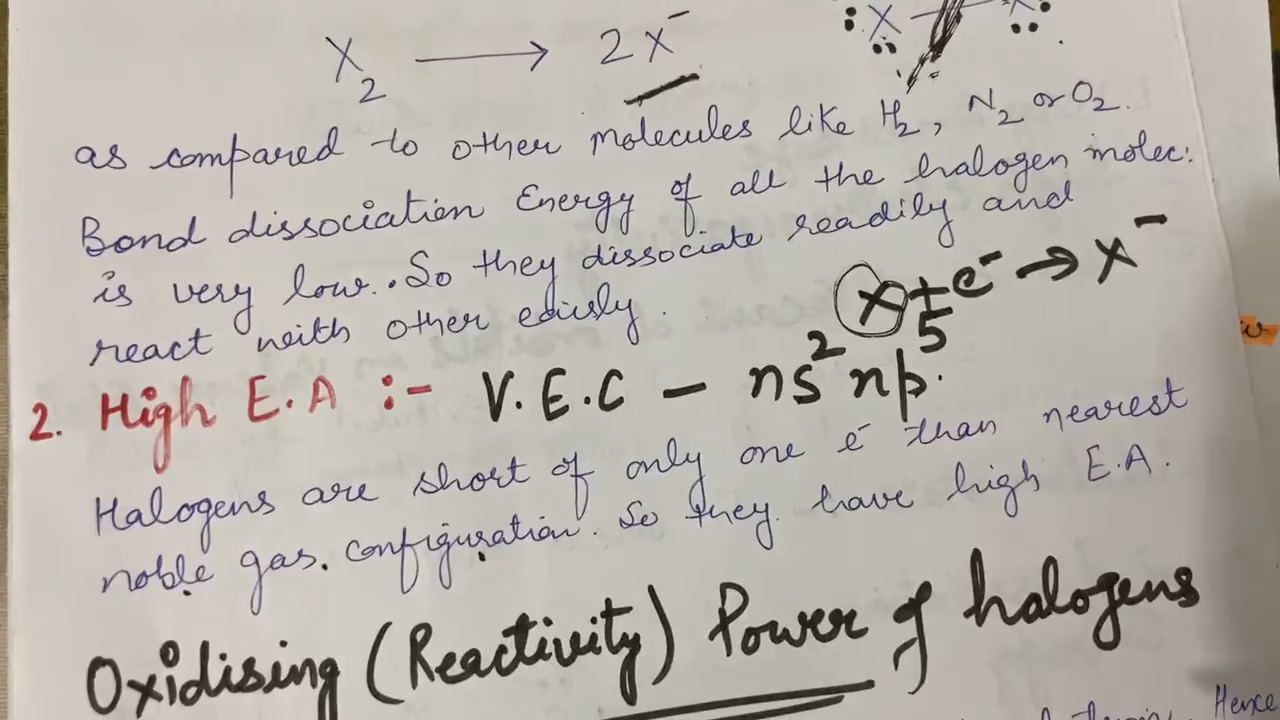 X₂ → 2X⁻
:X X:
as compared to other molecules like H₂, N₂ or O₂.
Bond dissociation Energy of all the halogen molec:
is very low. So they dissociate readily and
react with other edisly.
X + e⁻ → X⁻
2. High E.A :- V.E.C - ns² np⁵.
Halogens are short of only one e⁻ than nearest
noble gas. configuration. So they have high E.A.
Oxidising (Reactivity) Power of halogens
Hence